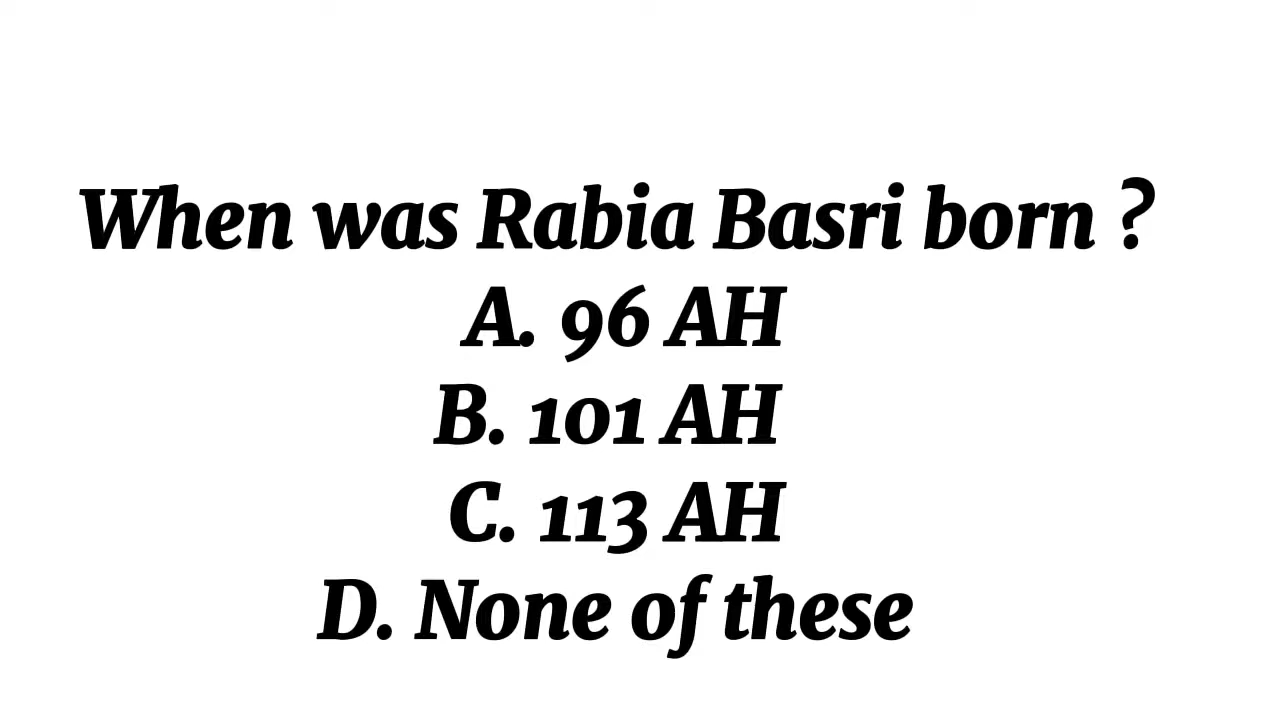 When was Rabia Basri born ?
A. 96 AH
B. 101 AH
C. 113 AH
D. None of these